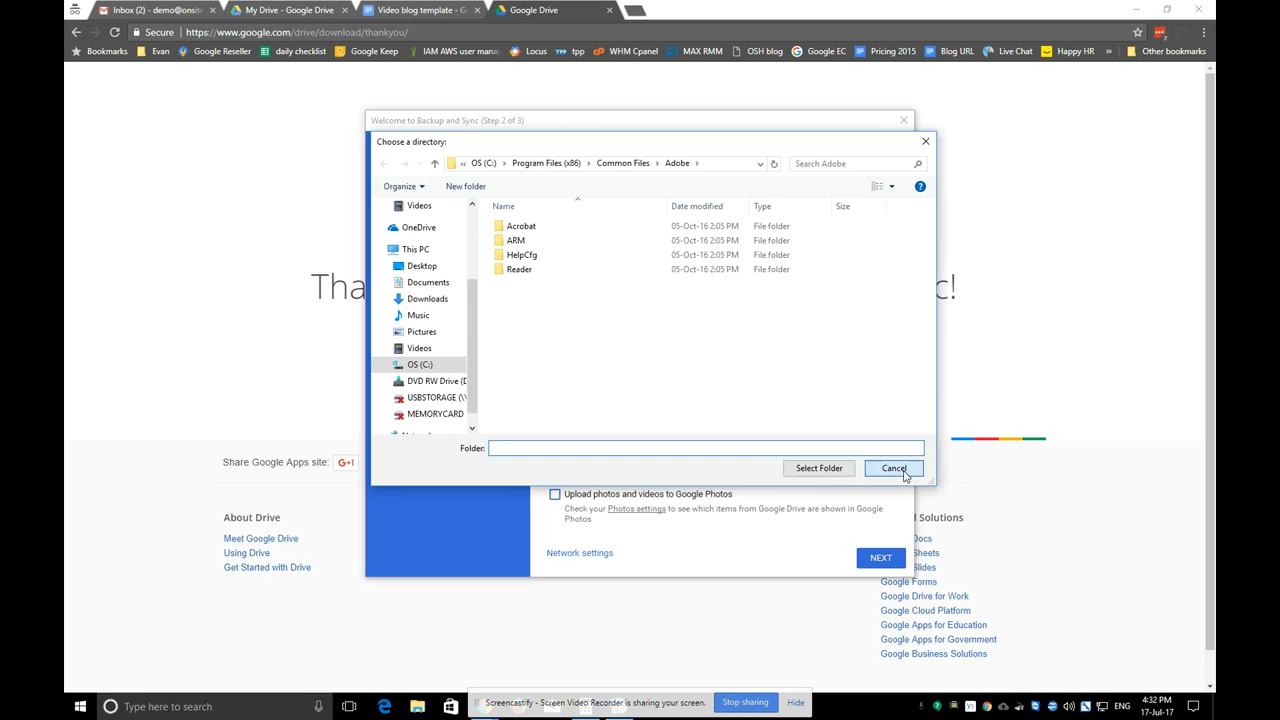 Inbox (2) - demo@onsite
My Drive - Google Drive
Video blog template - G
Google Drive
Secure
https://www.google.com/drive/download/thankyou/
Bookmarks
Evan
Google Reseller
daily checklist
Google Keep
IAM AWS user mana
Locus
tpp
WHM Cpanel
MAX RMM
OSH blog
Google EC
Pricing 2015
Blog URL
Live Chat
Happy HR
»
Other bookmarks
Welcome to Backup and Sync (Step 2 of 3)
Choose a directory:
« OS (C:) › Program Files (x86) › Common Files › Adobe ›
Search Adobe
Organize
New folder
Videos
OneDrive
This PC
Desktop
Documents
Downloads
Music
Pictures
Videos
OS (C:)
DVD RW Drive (D
USBSTORAGE (\\
MEMORYCARD
Name Date modified Type Size
Acrobat 05-Oct-16 2:05 PM File folder
ARM 05-Oct-16 2:05 PM File folder
HelpCfg 05-Oct-16 2:05 PM File folder
Reader 05-Oct-16 2:05 PM File folder
Folder:
Select Folder
Cancel
Tha
c!
Upload photos and videos to Google Photos
Check your Photos settings to see which items from Google Drive are shown in Google
Photos
Network settings
NEXT
Share Google Apps site:
G+1
About Drive
Meet Google Drive
Using Drive
Get Started with Drive
d Solutions
Docs
Sheets
Slides
Google Forms
Google Drive for Work
Google Cloud Platform
Google Apps for Education
Google Apps for Government
Google Business Solutions
Type here to search
Screencastify - Screen Video Recorder is sharing your screen.
Stop sharing
Hide
ENG
4:32 PM
17-Jul-17